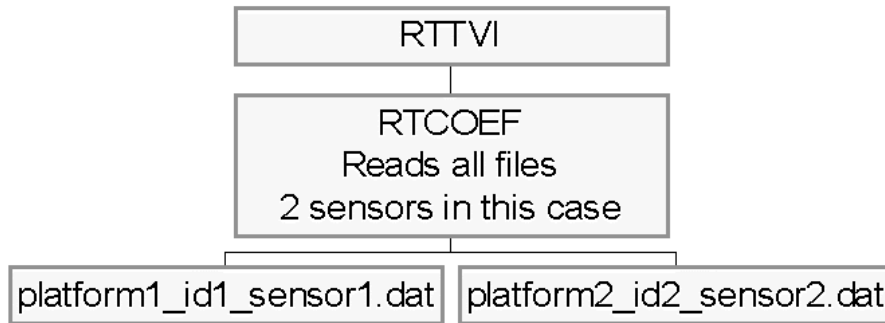 RTTVI
RTCOEF
Reads all files
2 sensors in this case
platform1_id1_sensor1.dat
platform2_id2_sensor2.dat